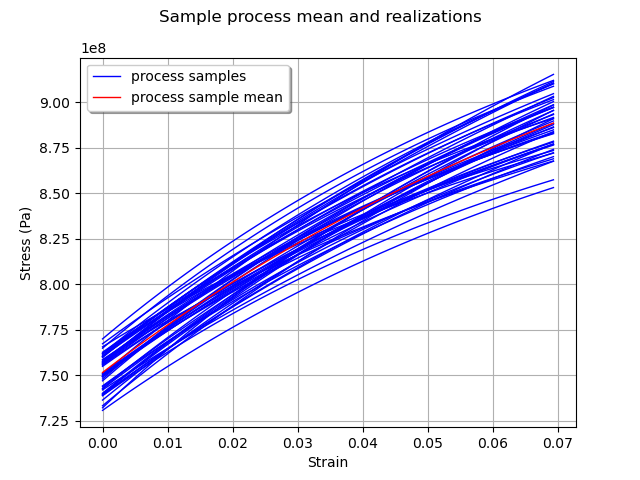 Sample process mean and realizations
1e8
process samples
process sample mean
9.00
8.75
8.50
8.25
8.00
7.75
7.50
7.25
Stress (Pa)
0.00 0.01 0.02 0.03 0.04 0.05 0.06 0.07
Strain